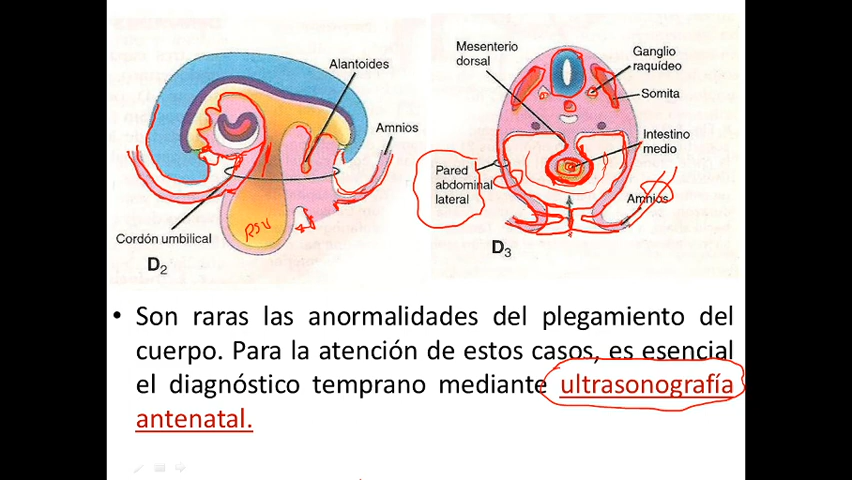 Alantoides
Amnios
Cordón umbilical
RSV
D2
Mesenterio
dorsal
Ganglio
raquídeo
Somita
Intestino
medio
Pared
abdominal
lateral
Amnios
D3
• Son raras las anormalidades del plegamiento del
cuerpo. Para la atención de estos casos, es esencial
el diagnóstico temprano mediante ultrasonografía
antenatal.